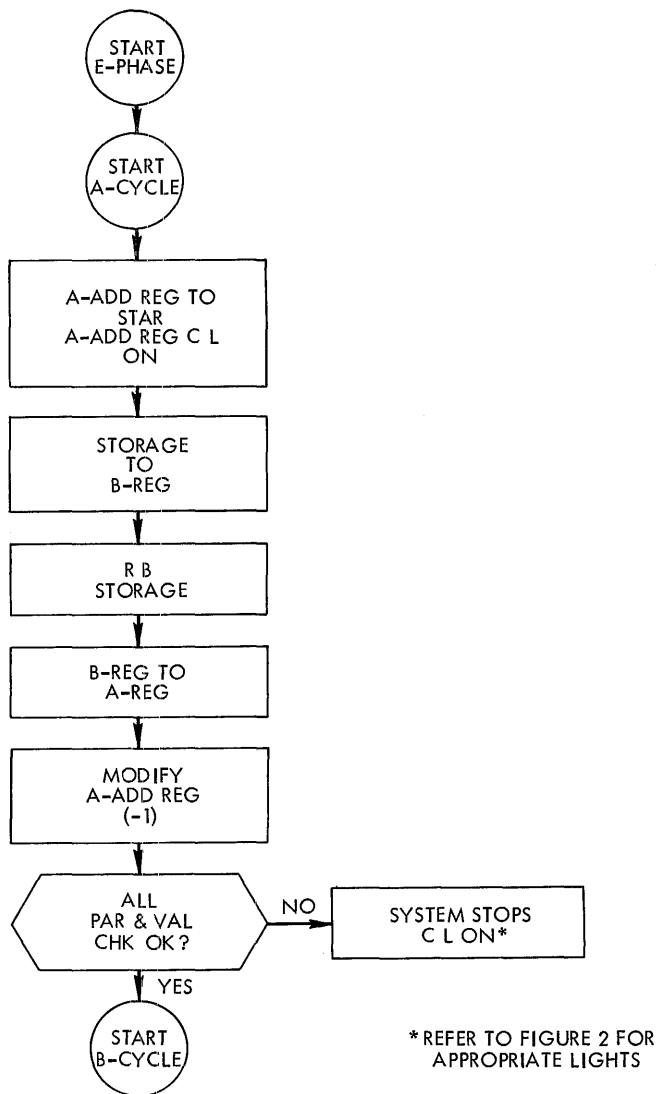 START
E-PHASE
START
A-CYCLE
A-ADD REG TO
STAR
A-ADD REG C L
ON
STORAGE
TO
B-REG
R B
STORAGE
B-REG TO
A-REG
MODIFY
A-ADD REG
(-1)
ALL
PAR & VAL
CHK OK?
NO
SYSTEM STOPS
C L ON*
YES
START
B-CYCLE
*REFER TO FIGURE 2 FOR
APPROPRIATE LIGHTS